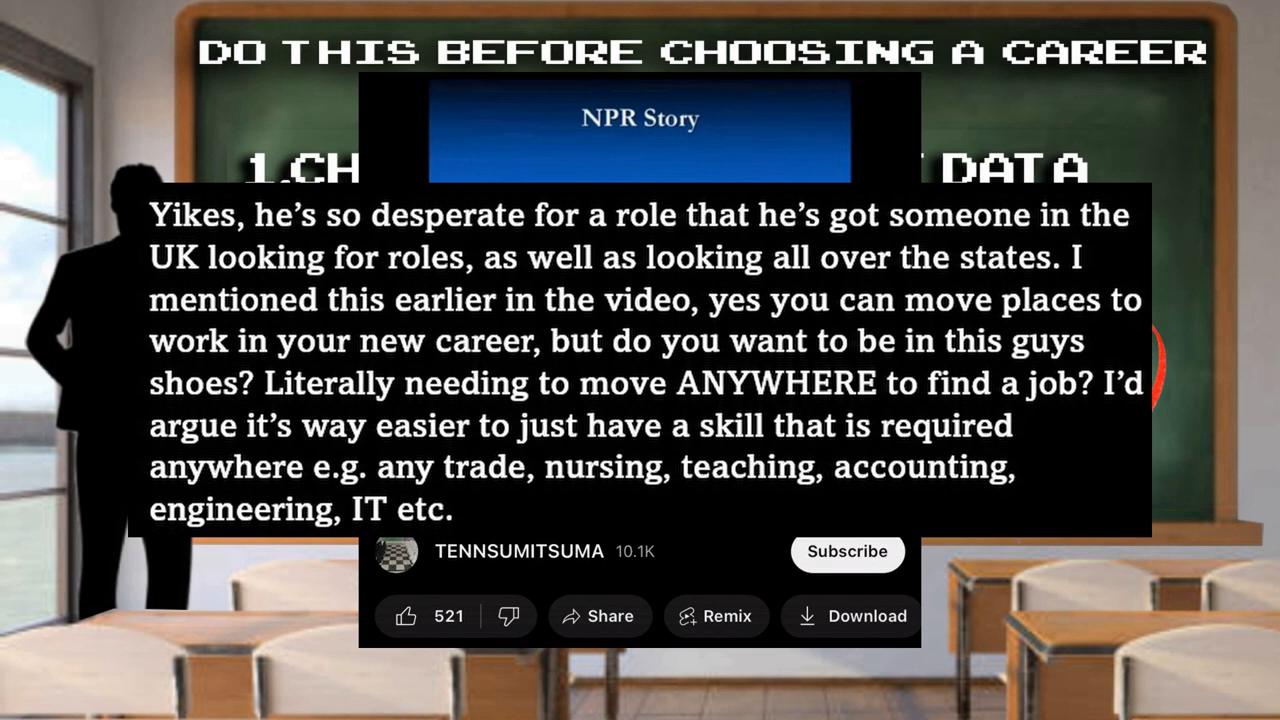 DO THIS BEFORE CHOOSING A CAREER
NPR Story
1.CH DATA
Yikes, he’s so desperate for a role that he’s got someone in the
UK looking for roles, as well as looking all over the states. I
mentioned this earlier in the video, yes you can move places to
work in your new career, but do you want to be in this guys
shoes? Literally needing to move ANYWHERE to find a job? I’d
argue it’s way easier to just have a skill that is required
anywhere e.g. any trade, nursing, teaching, accounting,
engineering, IT etc.
TENNSUMITSUMA 10.1K Subscribe
521 Share Remix Download